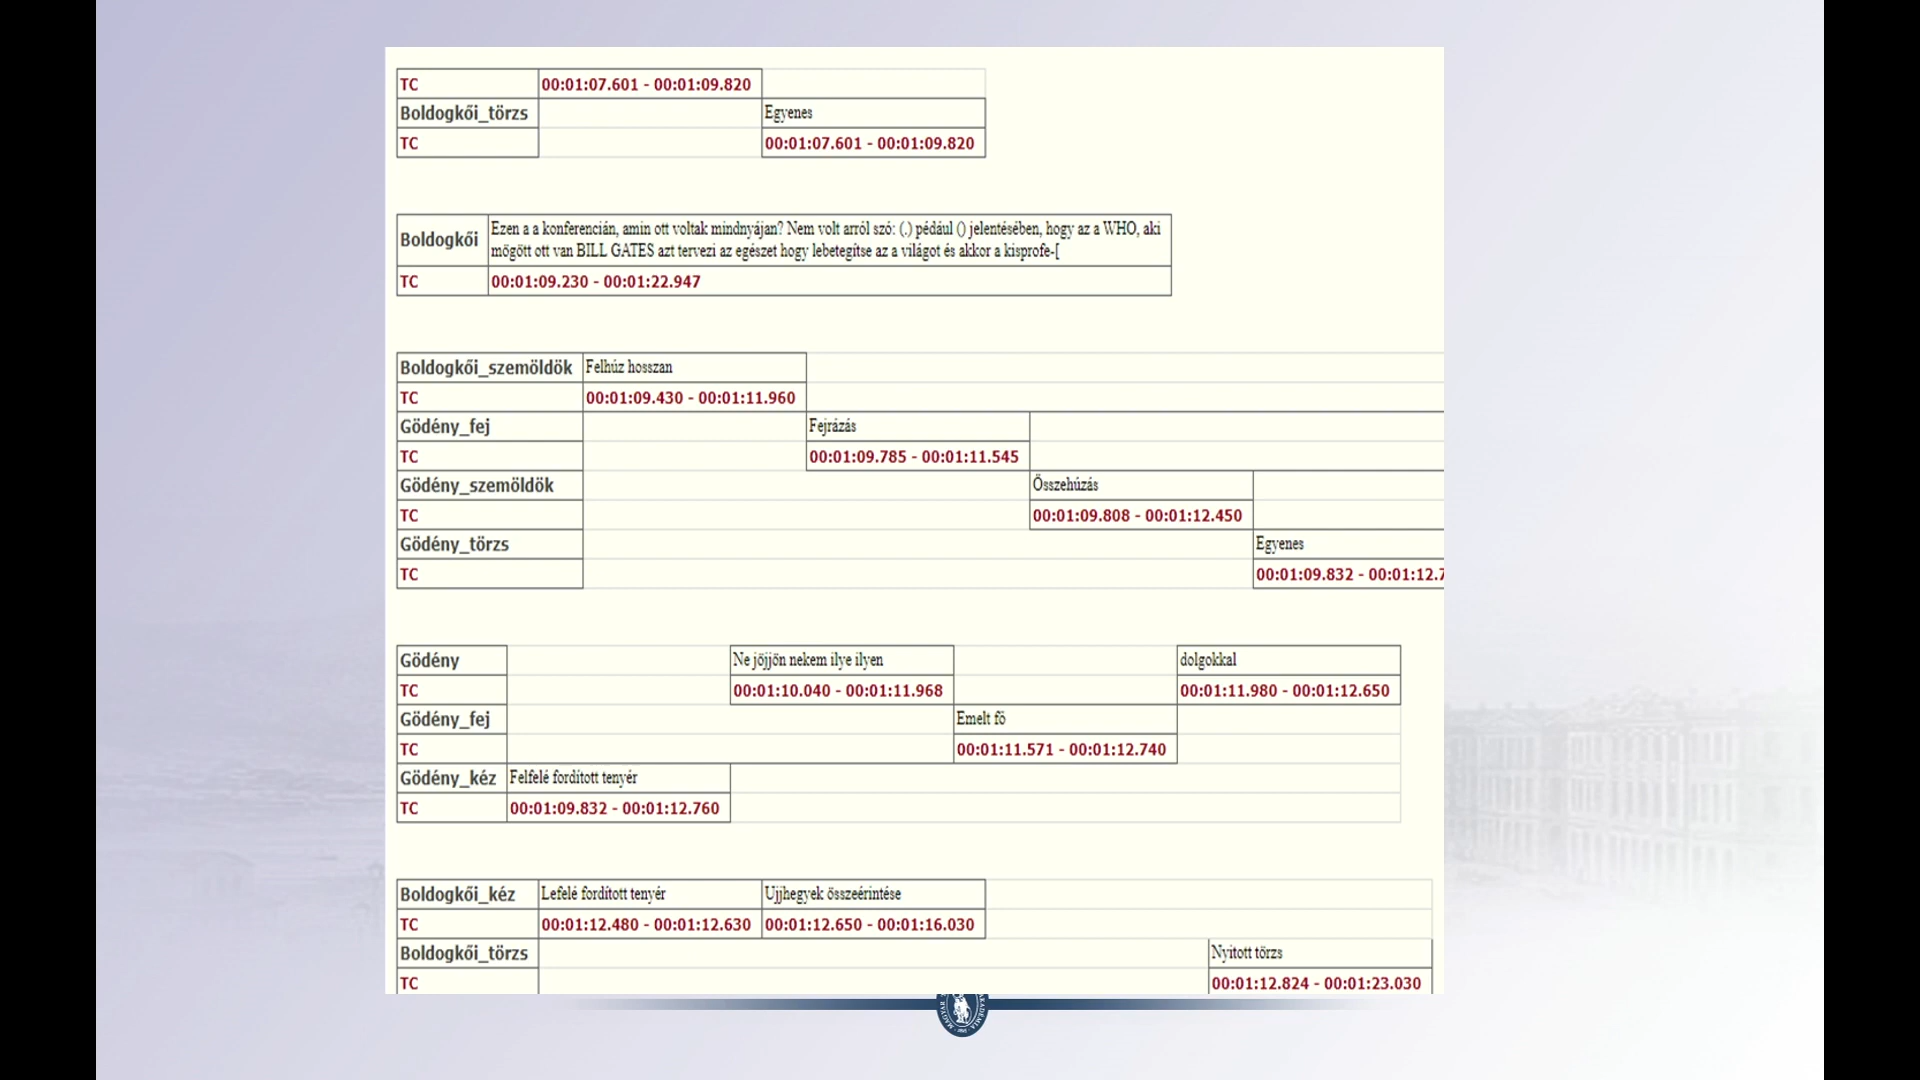 TC 00:01:07.601 - 00:01:09.820
Boldogkői_törzs Egyenes
TC 00:01:07.601 - 00:01:09.820
Boldogkői Ezen a a konferencián, amin ott voltak mindnyájan? Nem volt arról szó: (.) pédául () jelentésében, hogy az a WHO, aki
mögött ott van BILL GATES azt tervezi az egészet hogy lebetegítse az a világot és akkor a kisprofe-[
TC 00:01:09.230 - 00:01:22.947
Boldogkői_szemöldök Felhúz hosszan
TC 00:01:09.430 - 00:01:11.960
Gödény_fej Fejrázás
TC 00:01:09.785 - 00:01:11.545
Gödény_szemöldök Összehúzás
TC 00:01:09.808 - 00:01:12.450
Gödény_törzs Egyenes
TC 00:01:09.832 - 00:01:12.7
Gödény Ne jöjjön nekem ilye ilyen dolgokkal
TC 00:01:10.040 - 00:01:11.968 00:01:11.980 - 00:01:12.650
Gödény_fej Emelt fő
TC 00:01:11.571 - 00:01:12.740
Gödény_kéz Felfelé fordított tenyér
TC 00:01:09.832 - 00:01:12.760
Boldogkői_kéz Lefelé fordított tenyér Ujjhegyek összeérintése
TC 00:01:12.480 - 00:01:12.630 00:01:12.650 - 00:01:16.030
Boldogkői_törzs Nyitott törzs
TC 00:01:12.824 - 00:01:23.030